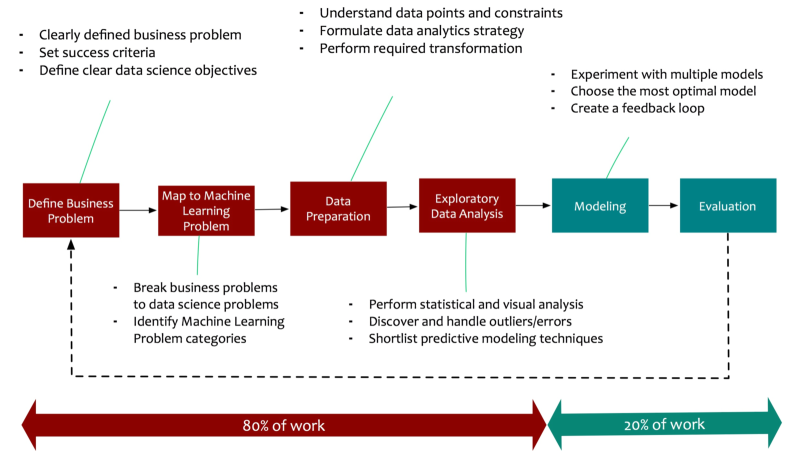 - Understand data points and constraints
- Formulate data analytics strategy
- Perform required transformation
- Clearly defined business problem
- Set success criteria
- Define clear data science objectives
- Experiment with multiple models
- Choose the most optimal model
- Create a feedback loop
Define Business
Problem
Map to Machine
Learning
Problem
Data
Preparation
Exploratory
Data Analysis
Modeling
Evaluation
- Break business problems
to data science problems
- Identify Machine Learning
Problem categories
- Perform statistical and visual analysis
- Discover and handle outliers/errors
- Shortlist predictive modeling techniques
80% of work
20% of work